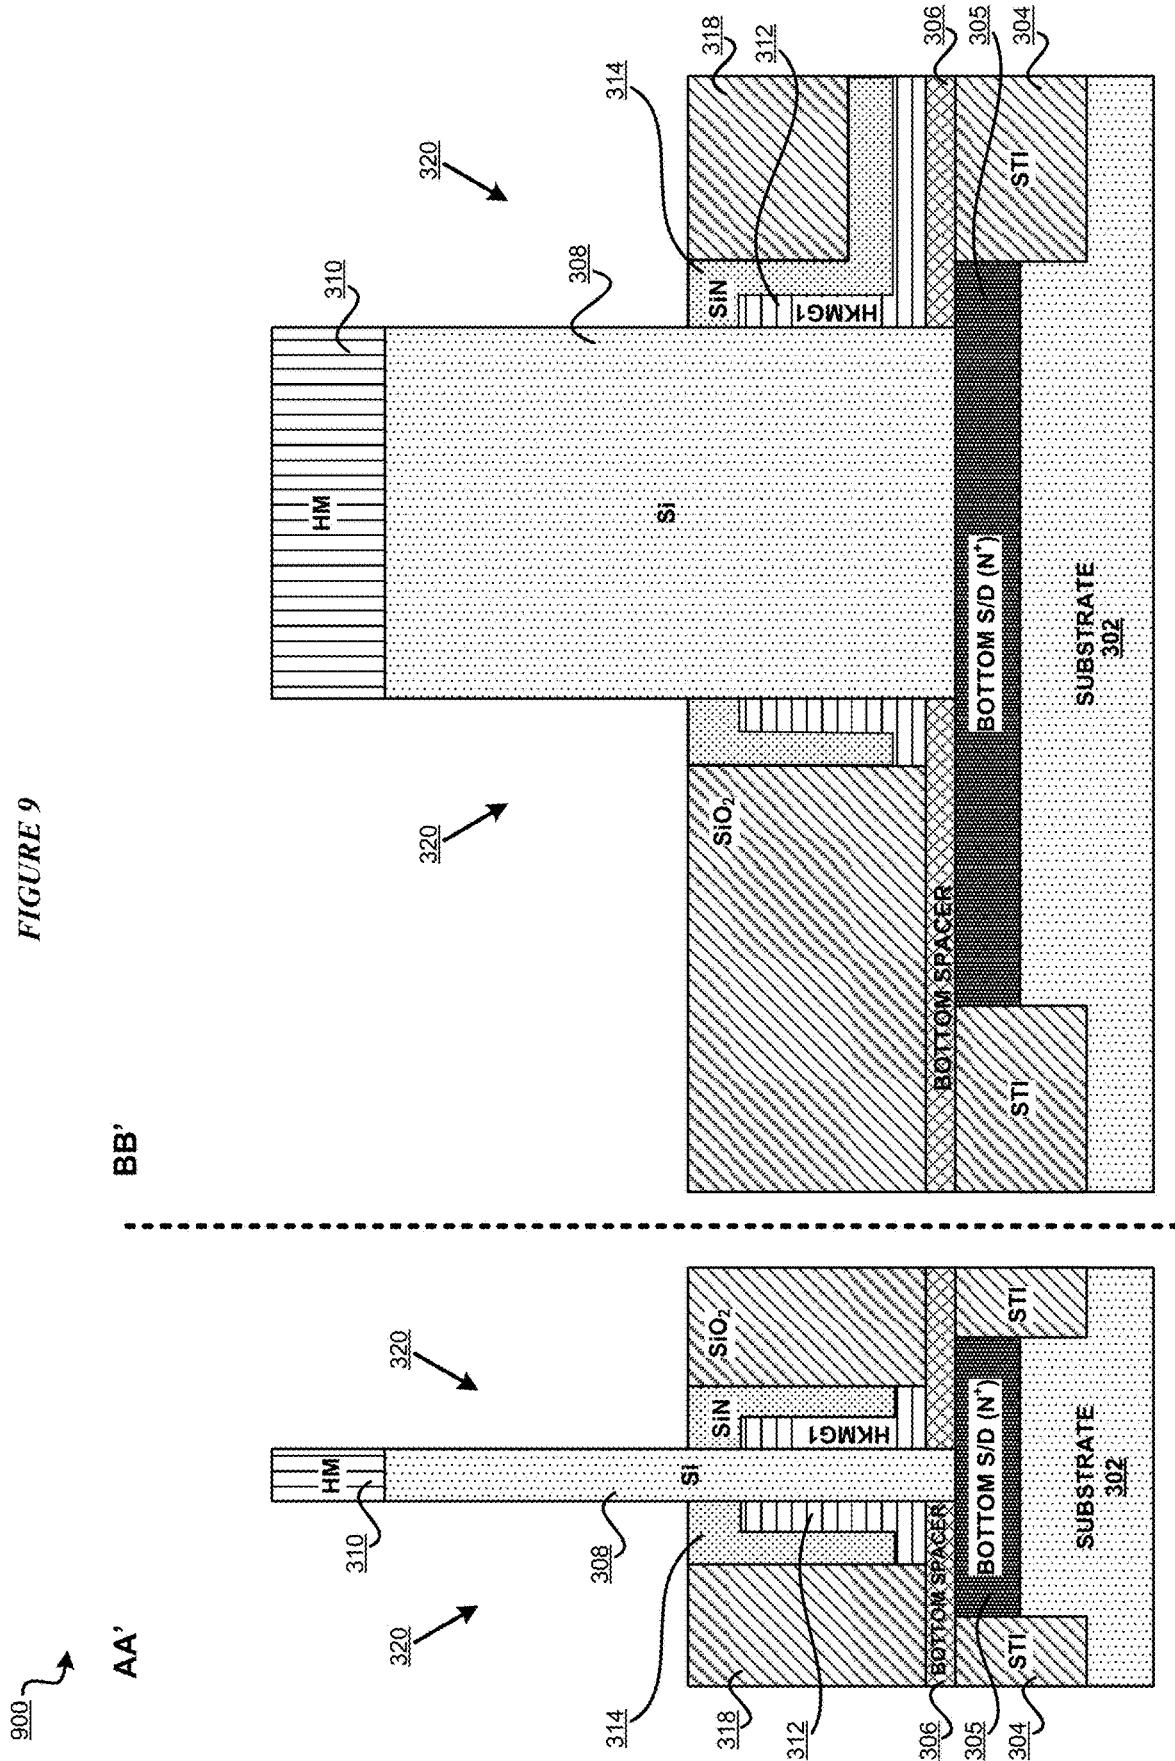 FIGURE 9
900
AA'
BB'
320
320
310
HM
308
Si
314
SiN
SiO₂
318
HKMG1
312
BOTTOM SPACER
306
BOTTOM S/D (N⁺)
305
STI
STI
304
SUBSTRATE
302
320
320
310
HM
308
Si
314
SiN
SiO₂
318
HKMG1
312
BOTTOM SPACER
306
BOTTOM S/D (N⁺)
305
STI
STI
304
SUBSTRATE
302